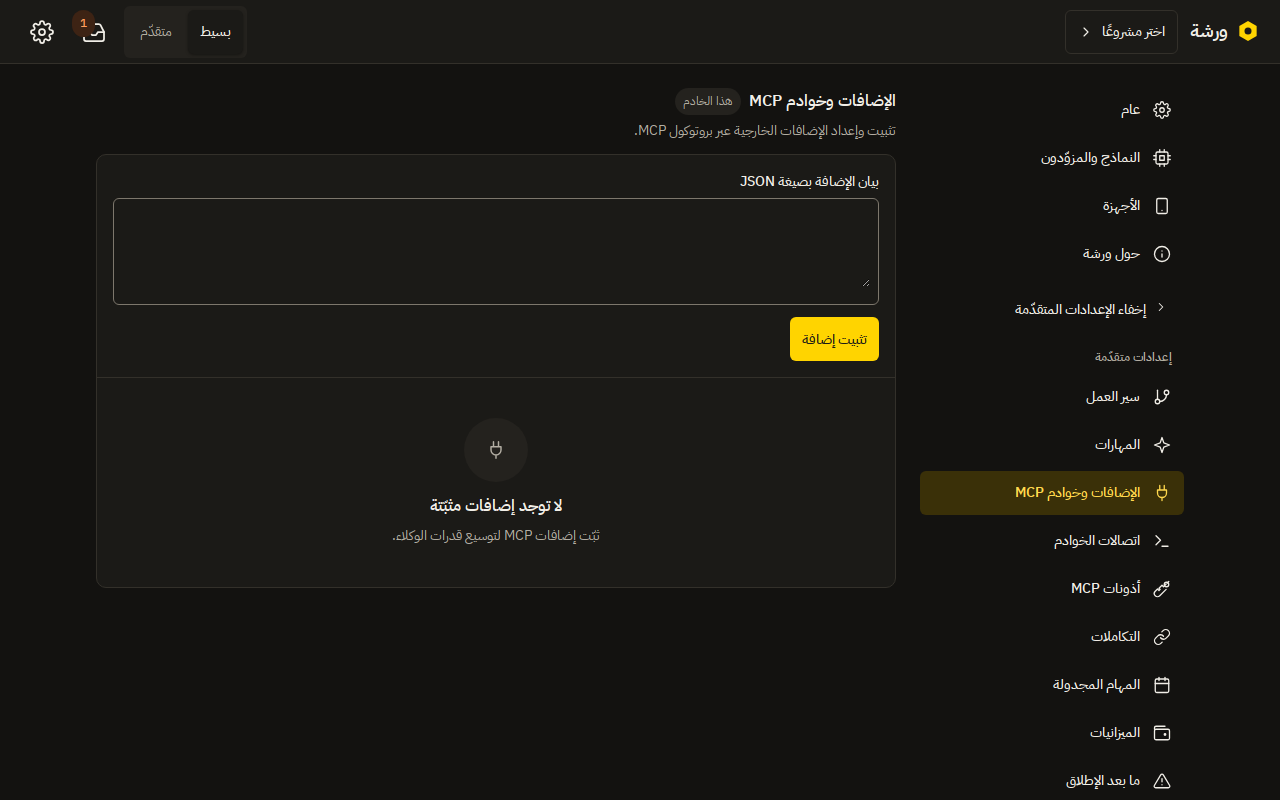 ورشة
اختر مشروعًا
بسيط
متقدّم
1
عام
النماذج والمزوّدون
الأجهزة
حول ورشة
إخفاء الإعدادات المتقدّمة
إعدادات متقدّمة
سير العمل
المهارات
الإضافات وخوادم MCP
اتصالات الخوادم
أذونات MCP
التكاملات
المهام المجدولة
الميزانيات
ما بعد الإطلاق
الإضافات وخوادم MCP هذا الخادم
تثبيت وإعداد الإضافات الخارجية عبر بروتوكول MCP.
بيان الإضافة بصيغة JSON
تثبيت إضافة
لا توجد إضافات مثبّتة
ثبّت إضافات MCP لتوسيع قدرات الوكلاء.